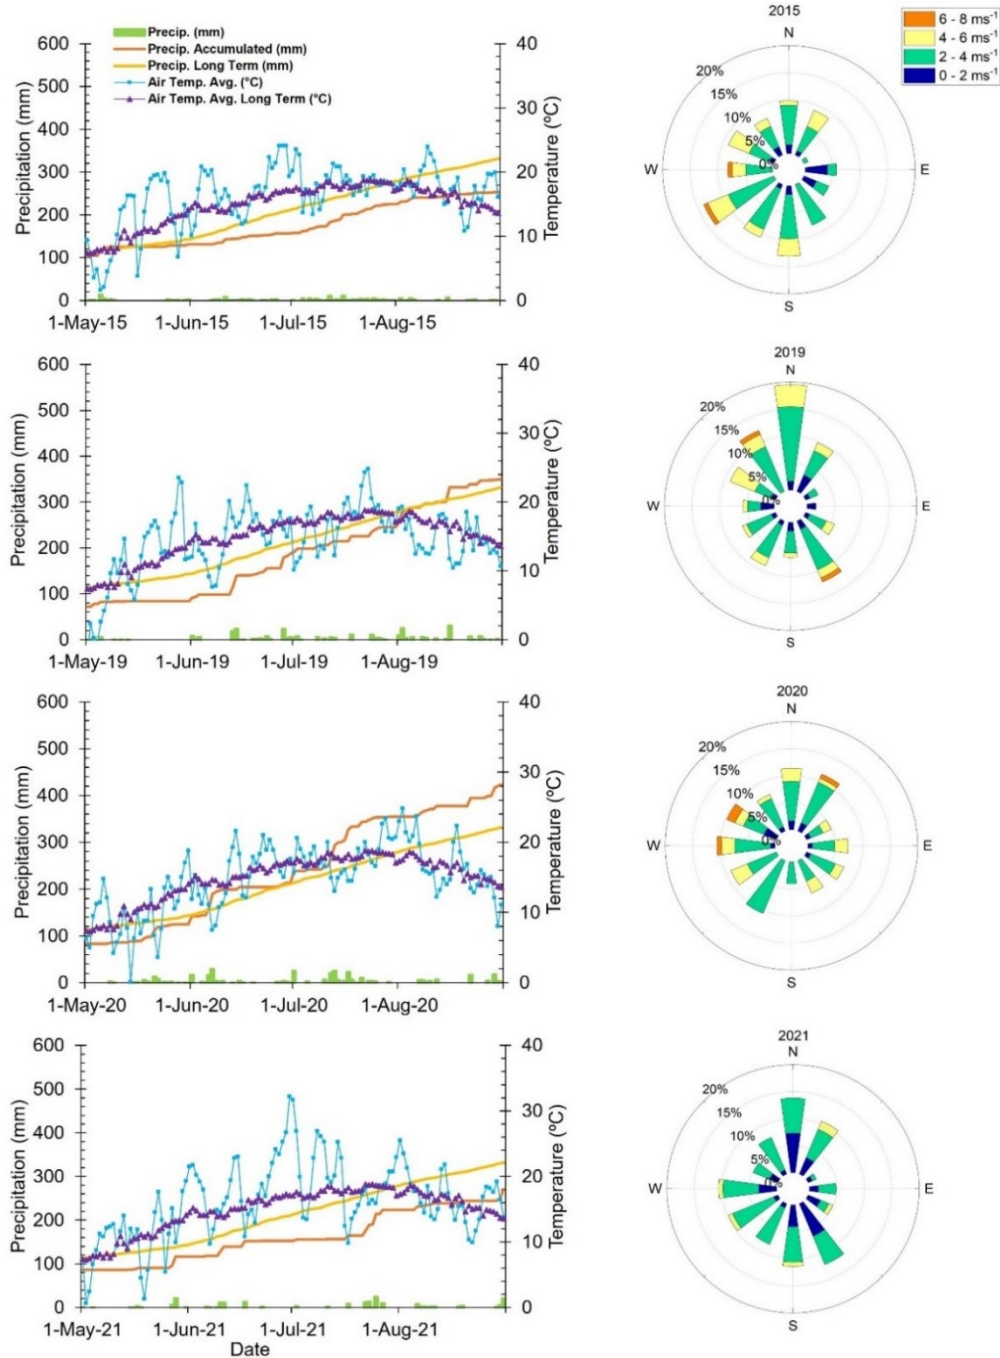 Precip. (mm)
Precip. Accumulated (mm)
Precip. Long Term (mm)
Air Temp. Avg. (°C)
Air Temp. Avg. Long Term (°C)
600
500
400
300
200
100
0
40
30
20
10
0
Precipitation (mm)
Temperature (ºC)
1-May-15 1-Jun-15 1-Jul-15 1-Aug-15
2015
N
20%
15%
10%
5%
0%
W E
S
6 - 8 ms⁻¹
4 - 6 ms⁻¹
2 - 4 ms⁻¹
0 - 2 ms⁻¹
600
500
400
300
200
100
0
40
30
20
10
0
Precipitation (mm)
Temperature (ºC)
1-May-19 1-Jun-19 1-Jul-19 1-Aug-19
2019
N
20%
15%
10%
5%
0%
W E
S
600
500
400
300
200
100
0
40
30
20
10
0
Precipitation (mm)
Temperature (ºC)
1-May-20 1-Jun-20 1-Jul-20 1-Aug-20
2020
N
20%
15%
10%
5%
0%
W E
S
600
500
400
300
200
100
0
40
30
20
10
0
Precipitation (mm)
Temperature (ºC)
1-May-21 1-Jun-21 1-Jul-21 1-Aug-21
Date
2021
N
20%
15%
10%
5%
0%
W E
S